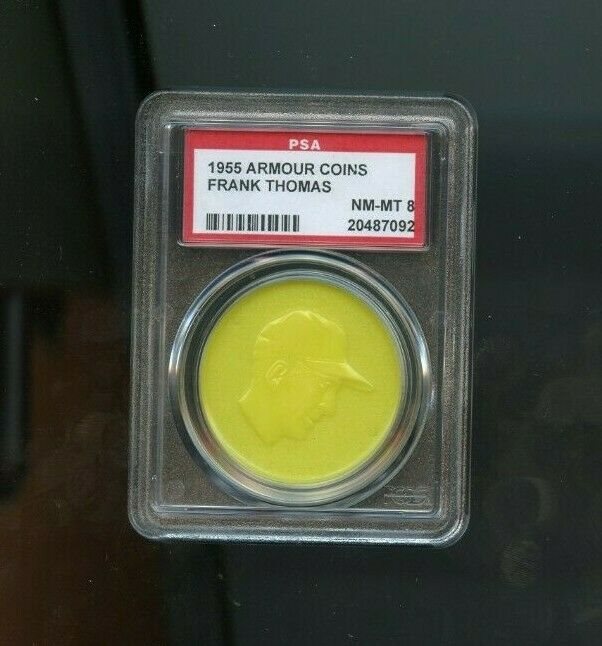 PSA
1955 ARMOUR COINS
FRANK THOMAS
NM-MT 8
20487092